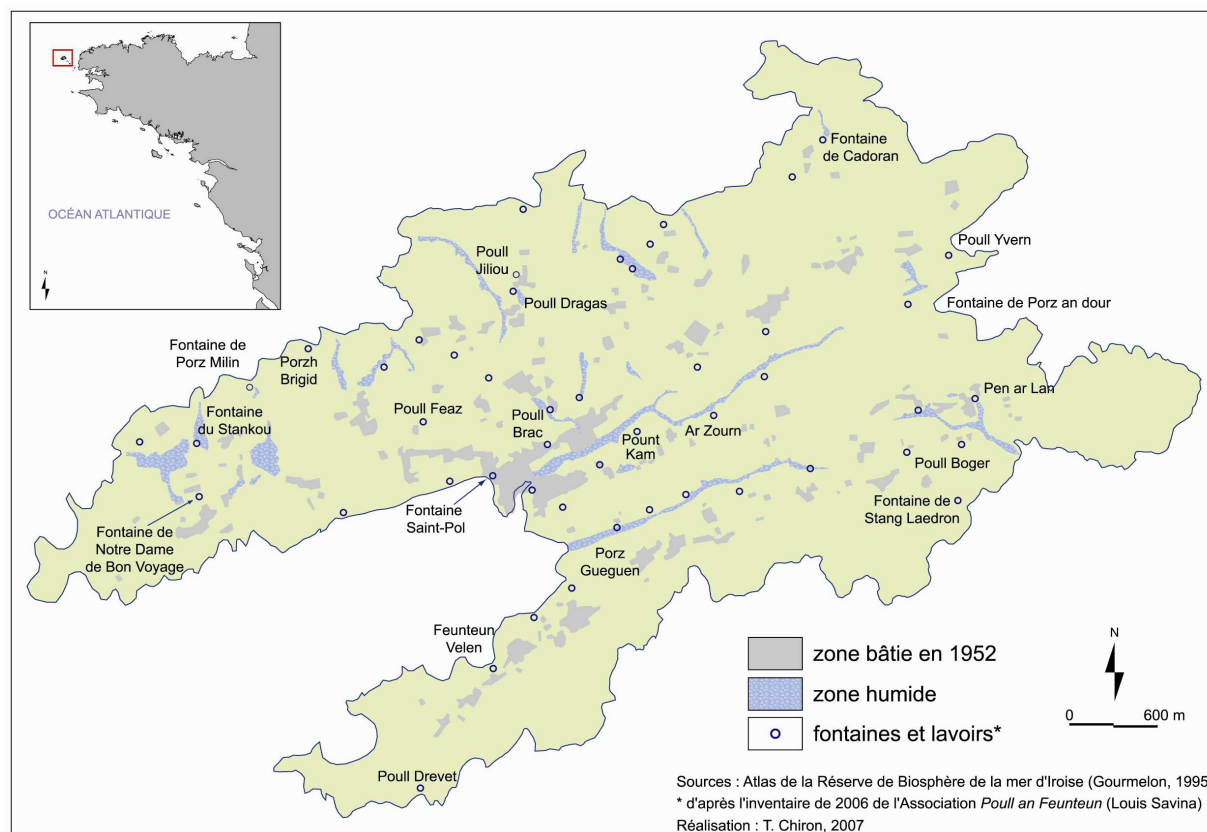 N
OCÉAN ATLANTIQUE
Fontaine
de Cadoran
Poull Yvern
Poull
Jiliou
Poull Dragas
Fontaine de Porz an dour
Fontaine de
Porz Milin
Porzh
Brigid
Pen ar Lan
Fontaine
du Stankou
Poull Feaz
Poull
Brac
Pount
Kam
Ar Zourn
Poull Boger
Fontaine
Saint-Pol
Fontaine de
Stang Laedron
Fontaine de
Notre Dame
de Bon Voyage
Porz
Gueguen
Feunteun
Velen
Poull Drevet
zone bâtie en 1952
zone humide
fontaines et lavoirs*
N
0 600 m
Sources : Atlas de la Réserve de Biosphère de la mer d'Iroise (Gourmelon, 1995
* d'après l'inventaire de 2006 de l'Association Poull an Feunteun (Louis Savina)
Réalisation : T. Chiron, 2007